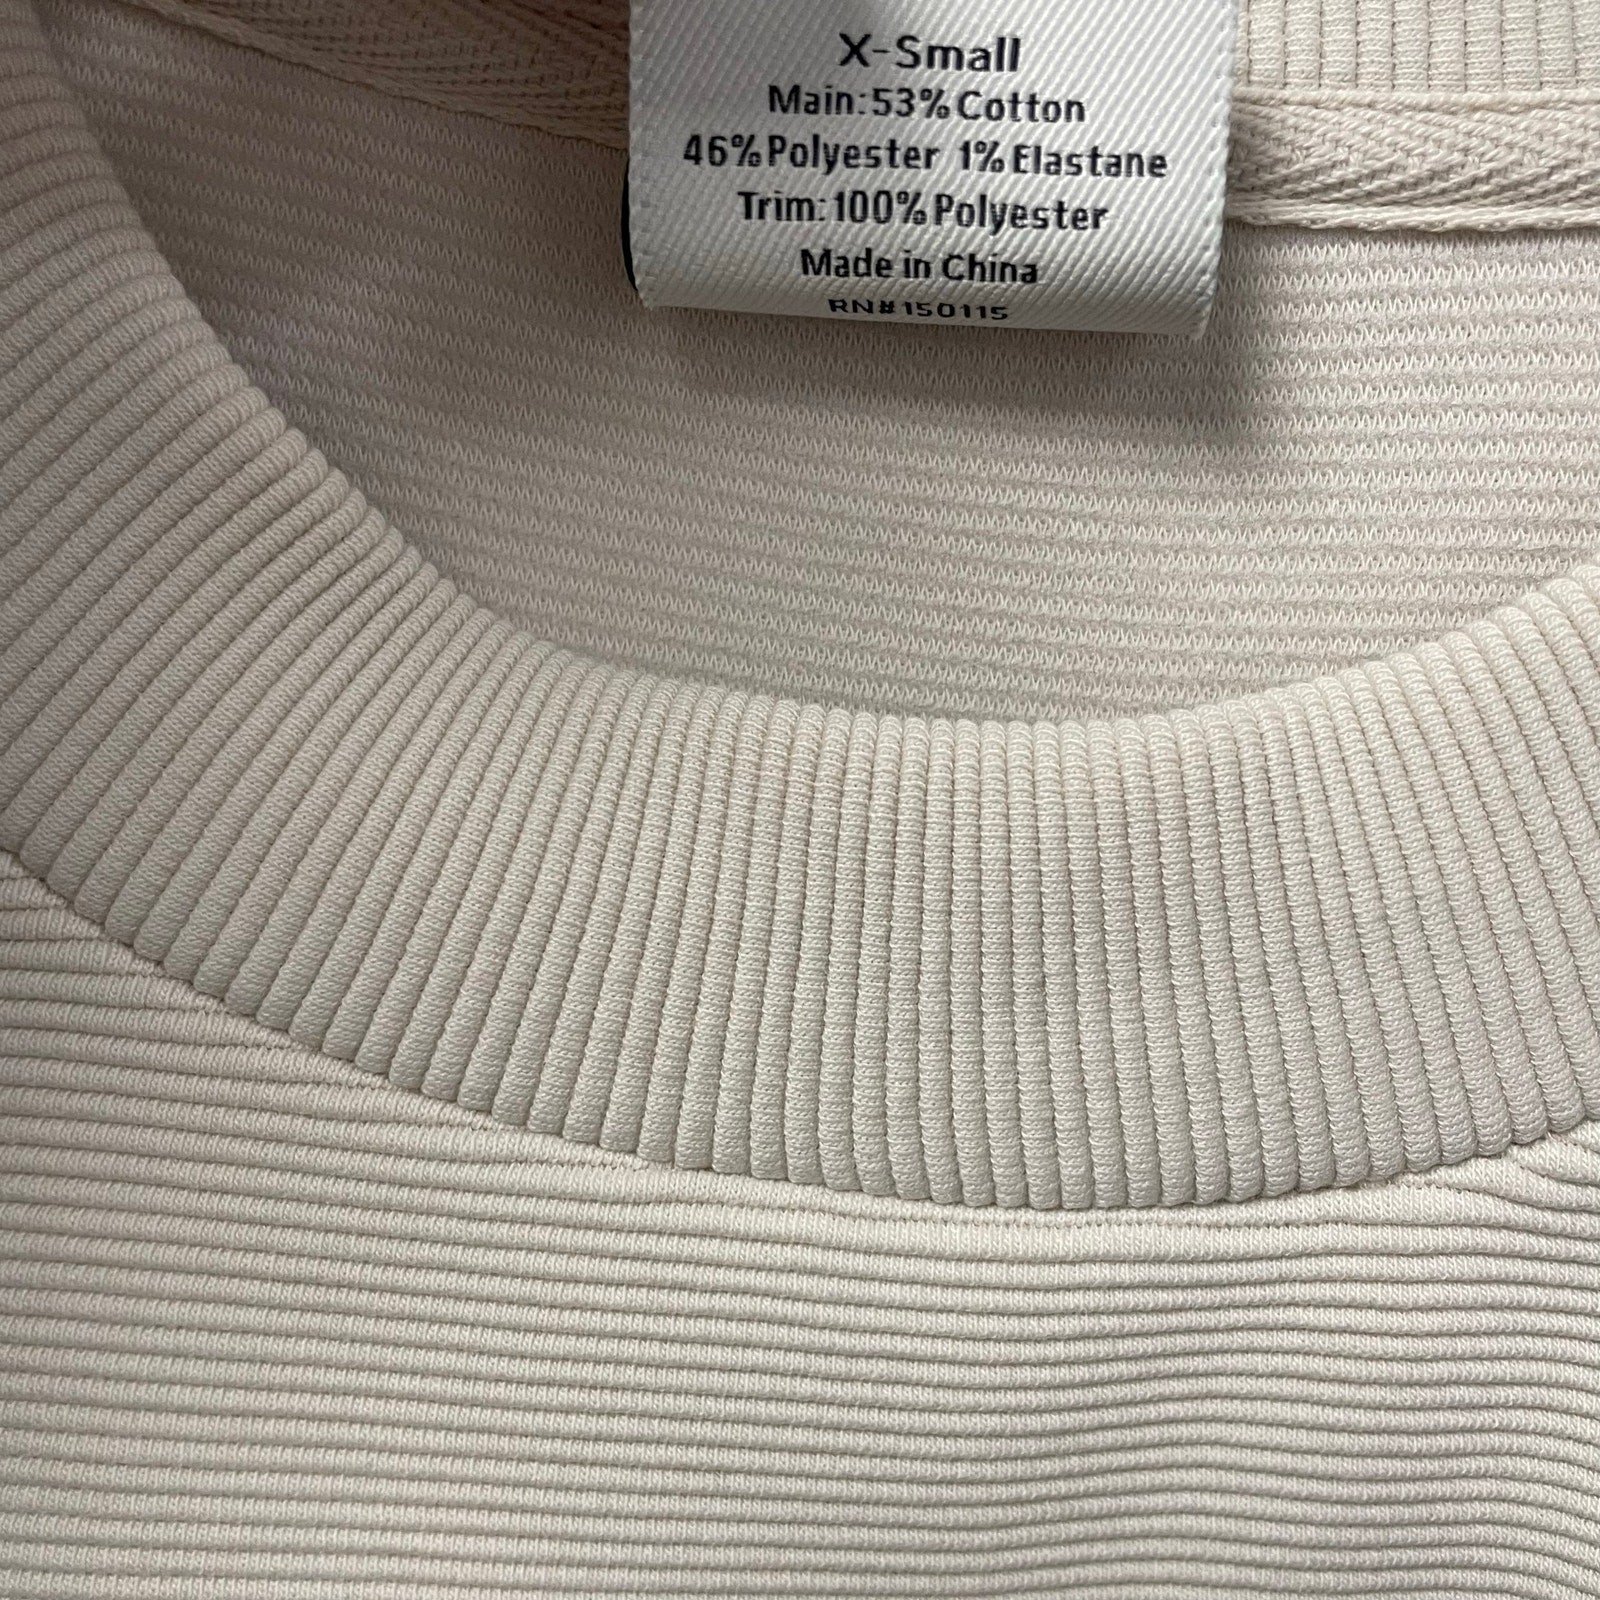 X-Small
Main:53% Cotton
46% Polyester 1% Elastane
Trim:100% Polyester
Made in China
RN#150115